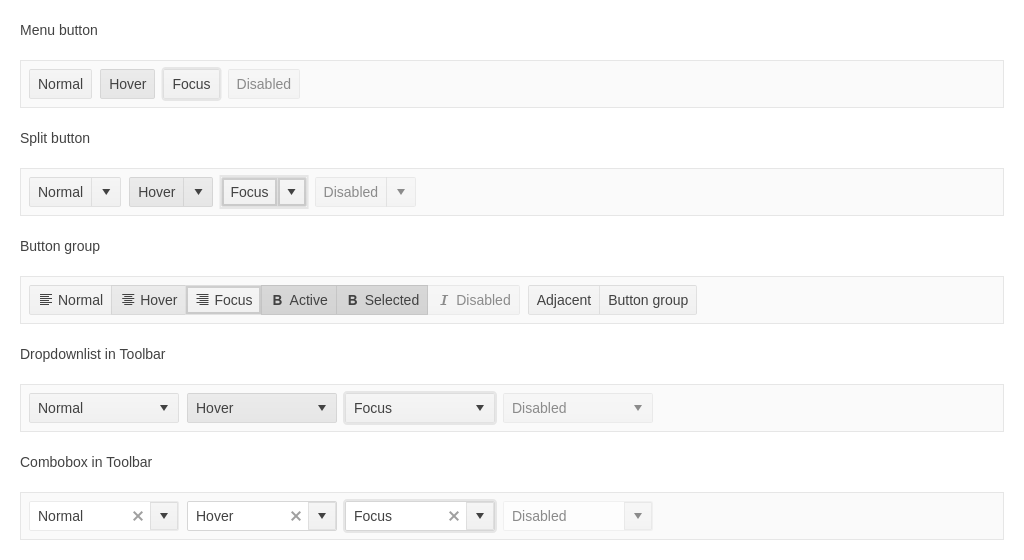 Menu button
Normal Hover Focus Disabled
Split button
Normal Hover Focus Disabled
Button group
Normal Hover Focus B Active B Selected I Disabled Adjacent Button group
Dropdownlist in Toolbar
Normal Hover Focus Disabled
Combobox in Toolbar
Normal Hover Focus Disabled